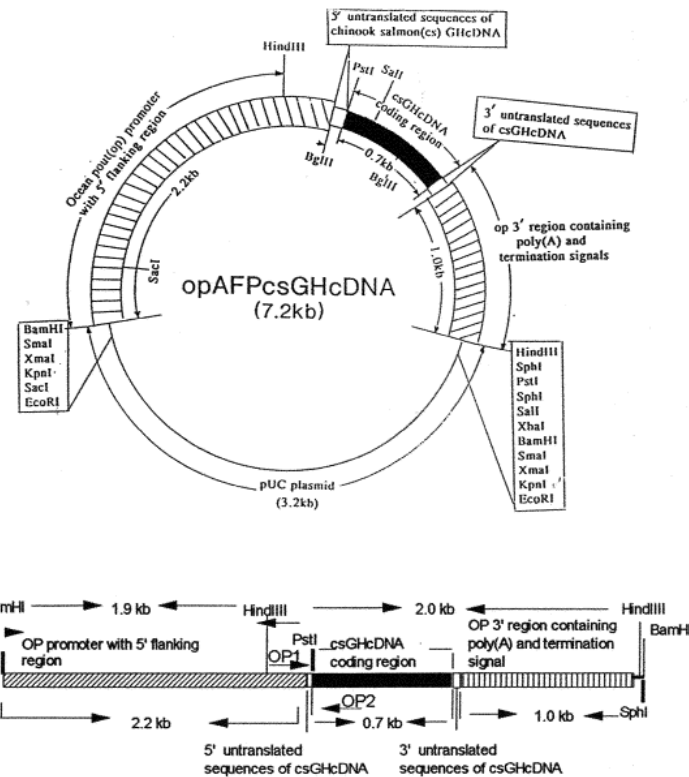 5' untranslated sequences of
chinook salmon(cs) GHcDNA
HindIII
PstI
SalI
csGHcDNA
coding region
3' untranslated sequences
of csGHcDNA
Ocean pout(op) promoter
with 5' flanking region
2.2kb
BglII
0.7kb
BglII
1.0kb
op 3' region containing
poly(A) and
termination signals
SacI
opAFPcsGHcDNA
(7.2kb)
BamHI
SmaI
XmaI
KpnI
SacI
EcoRI
HindIII
SphI
PstI
SphI
SalI
XbaI
BamHI
SmaI
XmaI
KpnI
EcoRI
pUC plasmid
(3.2kb)
mHI
1.9 kb
HindIIII
2.0 kb
HindIIII
BamH
OP promoter with 5' flanking
region
OP1
PstI
csGHcDNA
coding region
OP 3' region containing
poly(A) and termination
signal
OP2
2.2 kb
0.7 kb
1.0 kb
SphI
5' untranslated
sequences of csGHcDNA
3' untranslated
sequences of csGHcDNA